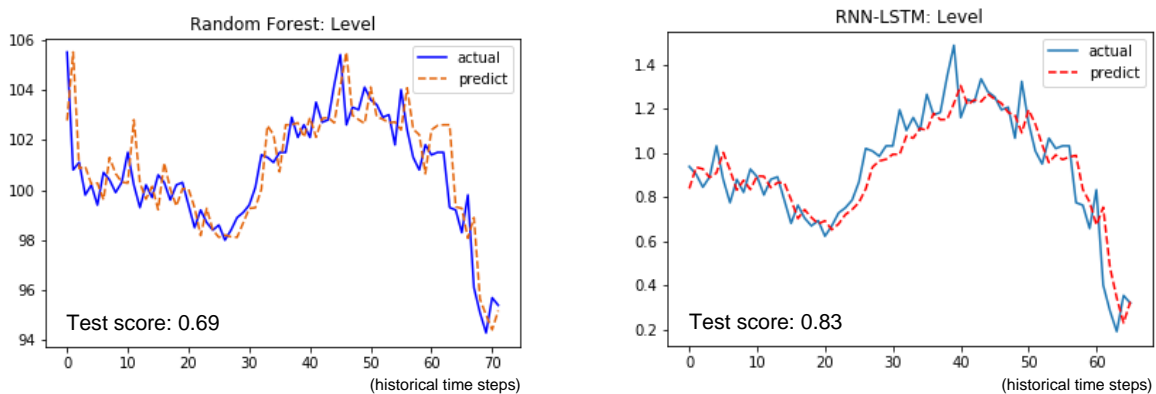 Random Forest: Level
106
104
102
100
98
96
94
actual
predict
Test score: 0.69
0 10 20 30 40 50 60 70
(historical time steps)
RNN-LSTM: Level
1.4
1.2
1.0
0.8
0.6
0.4
0.2
actual
predict
Test score: 0.83
0 10 20 30 40 50 60
(historical time steps)